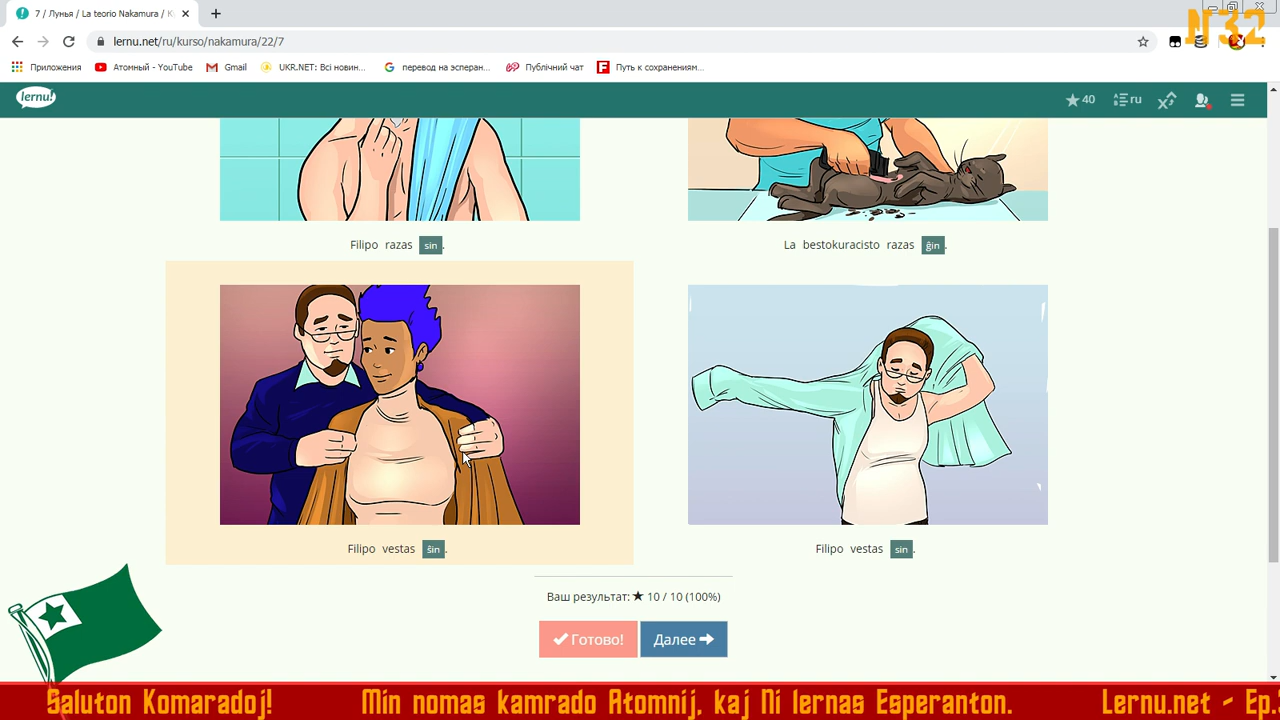 7 / Лунья / La teorio Nakamura /
N32
lernu.net/ru/kurso/nakamura/22/7
Приложения
Атомный - YouTube
Gmail
UKR.NET: Всі новин...
перевод на эсперан...
Публічний чат
Путь к сохранениям...
lernu!
40
ru
Filipo razas sin.
La bestokuracisto razas ĝin.
Filipo vestas ŝin.
Filipo vestas sin.
Ваш результат: ★ 10 / 10 (100%)
Готово!
Далее
Saluton Komaradoj! Min nomas kamrado Atomnij, kaj Ni lernas Esperanton. Lernu.net - Ep.